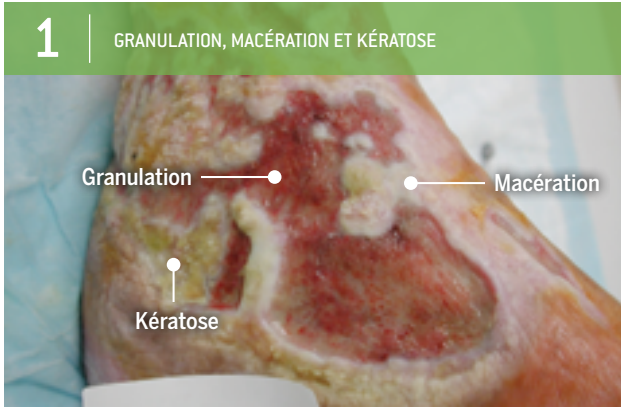 1
GRANULATION, MACÉRATION ET KÉRATOSE
Granulation
Macération
Kératose